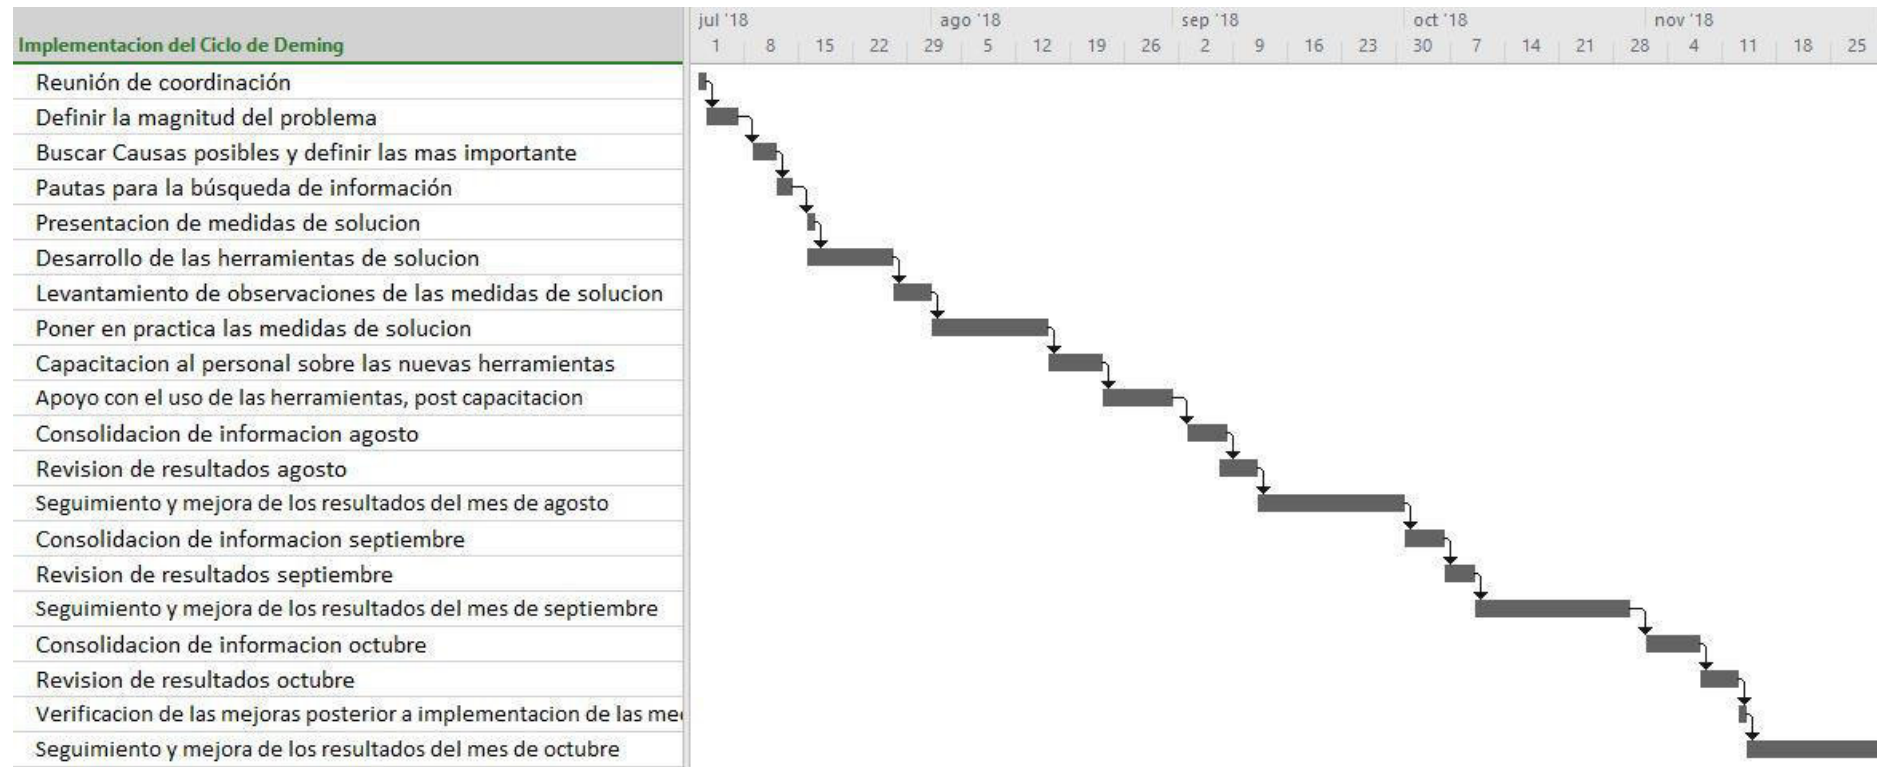 jul '18 ago '18 sep '18 oct '18 nov '18
Implementacion del Ciclo de Deming 1 8 15 22 29 5 12 19 26 2 9 16 23 30 7 14 21 28 4 11 18 25
Reunión de coordinación
Definir la magnitud del problema
Buscar Causas posibles y definir las mas importante
Pautas para la búsqueda de información
Presentacion de medidas de solucion
Desarrollo de las herramientas de solucion
Levantamiento de observaciones de las medidas de solucion
Poner en practica las medidas de solucion
Capacitacion al personal sobre las nuevas herramientas
Apoyo con el uso de las herramientas, post capacitacion
Consolidacion de informacion agosto
Revision de resultados agosto
Seguimiento y mejora de los resultados del mes de agosto
Consolidacion de informacion septiembre
Revision de resultados septiembre
Seguimiento y mejora de los resultados del mes de septiembre
Consolidacion de informacion octubre
Revision de resultados octubre
Verificacion de las mejoras posterior a implementacion de las
Seguimiento y mejora de los resultados del mes de octubre